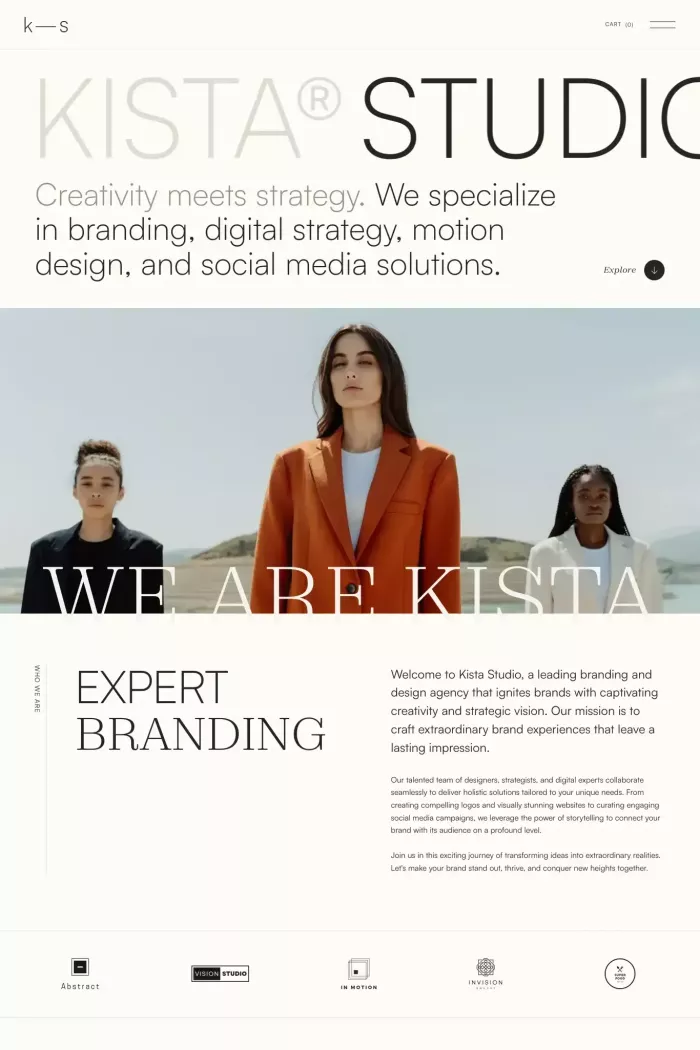 k—s
CART (0)
KISTA® STUDIO
Creativity meets strategy. We specialize
in branding, digital strategy, motion
design, and social media solutions.
Explore
WE ARE KISTA
WHO WE ARE
EXPERT
BRANDING
Welcome to Kista Studio, a leading branding and
design agency that ignites brands with captivating
creativity and strategic vision. Our mission is to
craft extraordinary brand experiences that leave a
lasting impression.
Our talented team of designers, strategists, and digital experts collaborate
seamlessly to deliver holistic solutions tailored to your unique needs. From
creating compelling logos and visually stunning websites to curating engaging
social media campaigns, we leverage the power of storytelling to connect your
brand with its audience on a profound level.
Join us in this exciting journey of transforming ideas into extraordinary realities.
Let's make your brand stand out, thrive, and conquer new heights together.
Abstract
VISION STUDIO
IN MOTION
INVISION